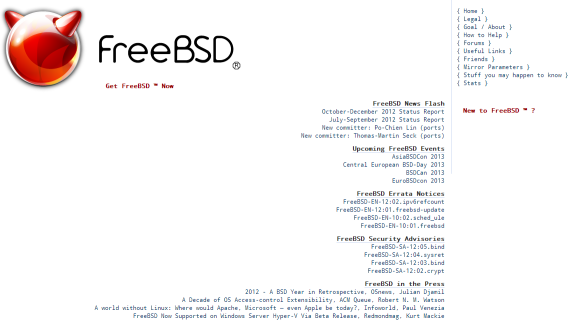 FreeBSD®
Get FreeBSD ™ Now
{ Home }
{ Legal }
{ Goal / About }
{ How to Help }
{ Forums }
{ Useful Links }
{ Friends }
{ Mirror Parameters }
{ Stuff you may happen to know }
{ Stats }
New to FreeBSD ™ ?
FreeBSD News Flash
October-December 2012 Status Report
July-September 2012 Status Report
New committer: Po-Chien Lin (ports)
New committer: Thomas-Martin Seck (ports)
Upcoming FreeBSD Events
AsiaBSDCon 2013
Central European BSD-Day 2013
BSDCan 2013
EuroBSDcon 2013
FreeBSD Errata Notices
FreeBSD-EN-12:02.ipv6refcount
FreeBSD-EN-12:01.freebsd-update
FreeBSD-EN-10:02.sched_ule
FreeBSD-EN-10:01.freebsd
FreeBSD Security Advisories
FreeBSD-SA-12:05.bind
FreeBSD-SA-12:04.sysret
FreeBSD-SA-12:03.bind
FreeBSD-SA-12:02.crypt
FreeBSD in the Press
2012 - A BSD Year in Retrospective, OSnews, Julian Djamil
A Decade of OS Access-control Extensibility, ACM Queue, Robert N. M. Watson
A world without Linux: Where would Apache, Microsoft — even Apple be today?, Infoworld, Paul Venezia
FreeBSD Now Supported on Windows Server Hyper-V Via Beta Release, Redmondmag, Kurt Mackie